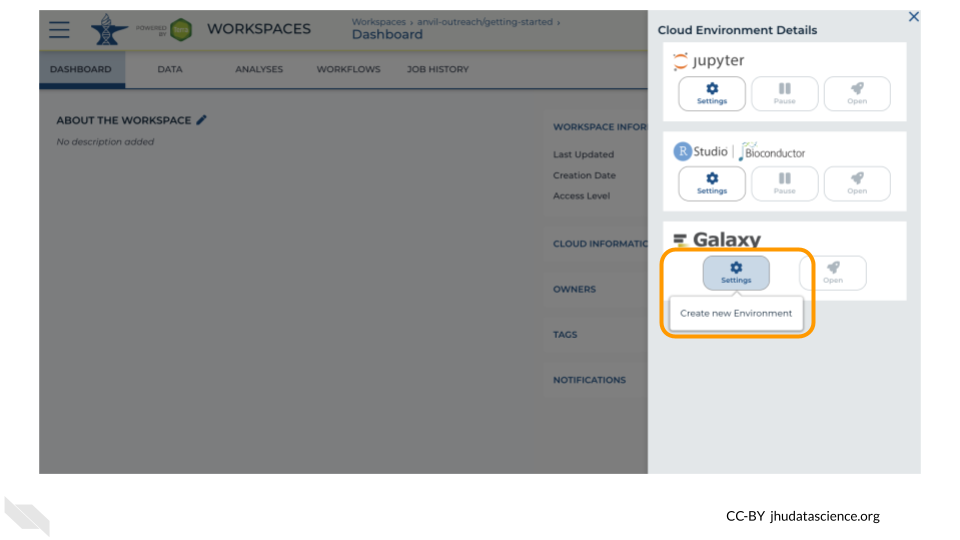 POWERED
BY
WORKSPACES
Workspaces › anvil-outreach/getting-started ›
Dashboard
DASHBOARD
DATA
ANALYSES
WORKFLOWS
JOB HISTORY
ABOUT THE WORKSPACE
No description added
WORKSPACE INFOR
Last Updated
Creation Date
Access Level
CLOUD INFORMATIC
OWNERS
TAGS
NOTIFICATIONS
Cloud Environment Details
jupyter
Settings
Pause
Open
R Studio | Bioconductor
Settings
Pause
Open
Galaxy
Settings
Open
Create new Environment
CC-BY jhudatascience.org